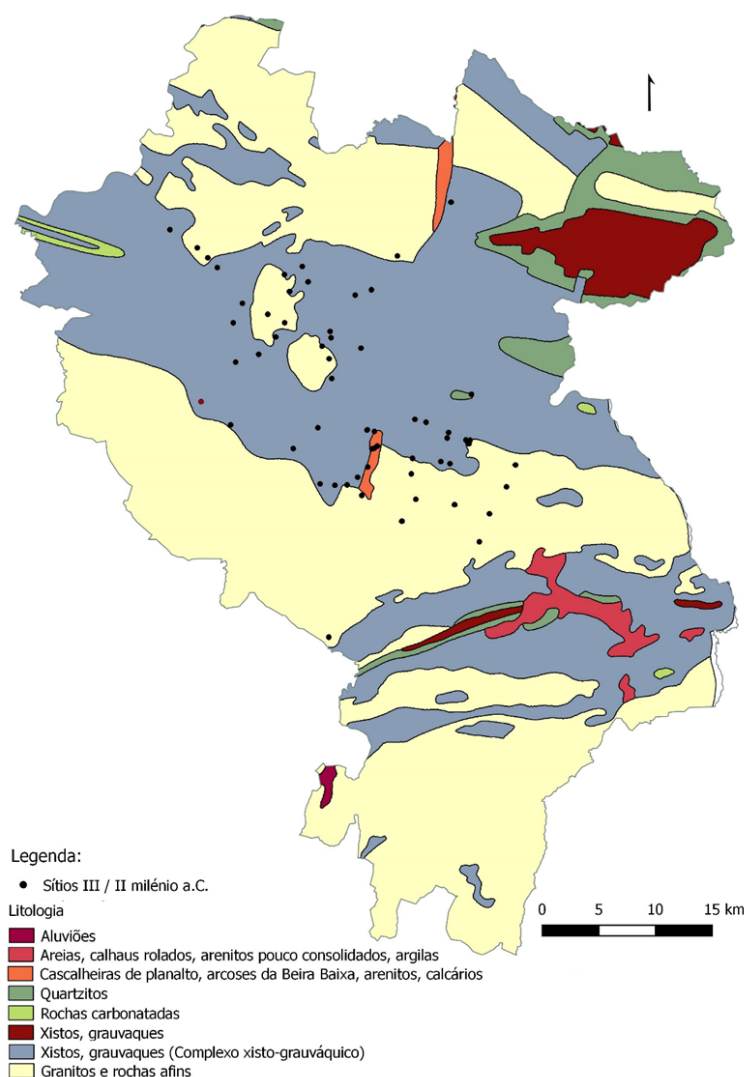 Legenda:
Sítios III / II milénio a.C.
Litologia
Aluviões
Areias, calhaus rolados, arenitos pouco consolidados, argilas
Cascalheiras de planalto, arcoses da Beira Baixa, arenitos, calcários
Quartzitos
Rochas carbonatadas
Xistos, grauvaques
Xistos, grauvaques (Complexo xisto-grauváquico)
Granitos e rochas afins
0 5 10 15 km